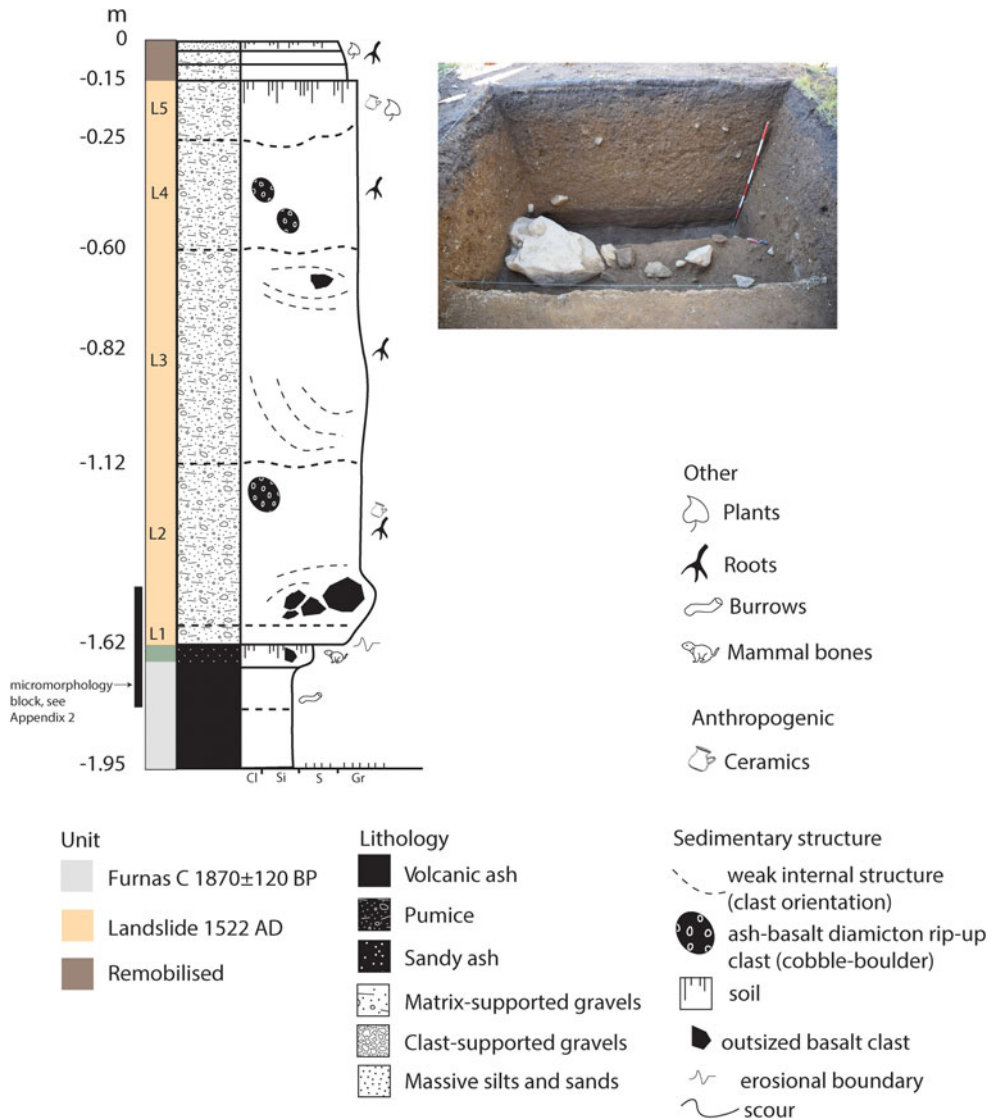 m
0
-0.15
L5
-0.25
L4
-0.60
-0.82
L3
-1.12
L2
L1
-1.62
micromorphology
block, see
Appendix 2
-1.95
Cl Si S Gr
Other
Plants
Roots
Burrows
Mammal bones
Anthropogenic
Ceramics
Unit
Furnas C 1870±120 BP
Landslide 1522 AD
Remobilised
Lithology
Volcanic ash
Pumice
Sandy ash
Matrix-supported gravels
Clast-supported gravels
Massive silts and sands
Sedimentary structure
weak internal structure
(clast orientation)
ash-basalt diamicton rip-up
clast (cobble-boulder)
soil
outsized basalt clast
erosional boundary
scour